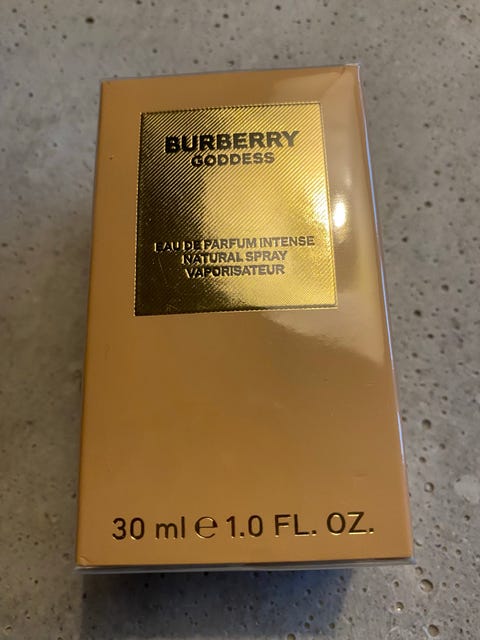 BURBERRY
GODDESS
EAU DE PARFUM INTENSE
NATURAL SPRAY
VAPORISATEUR
30 ml ℮ 1.0 FL. OZ.